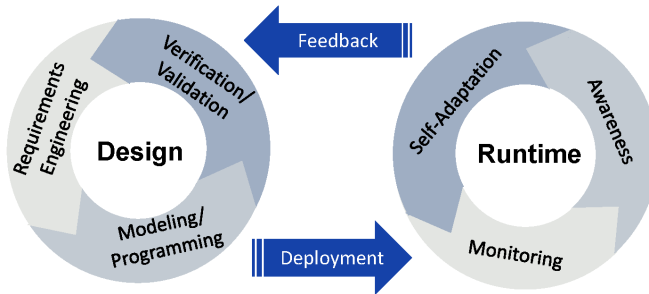 Feedback
Requirements
Engineering
Verification/
Validation
Design
Modeling/
Programming
Self-Adaptation
Awareness
Runtime
Monitoring
Deployment